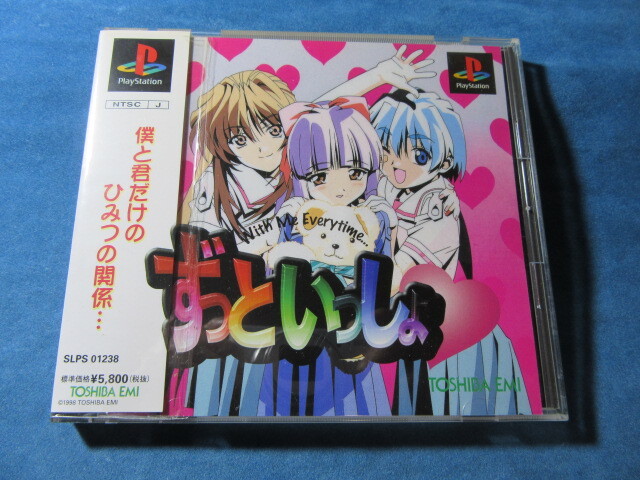 PlayStation
NTSC J
僕と君だけの
ひみつの関係…
SLPS 01238
標準価格¥5,800(税抜)
TOSHIBA EMI
©1998 TOSHIBA EMI
PlayStation
With Me Everytime...
ずっといっしょ
TOSHIBA EMI